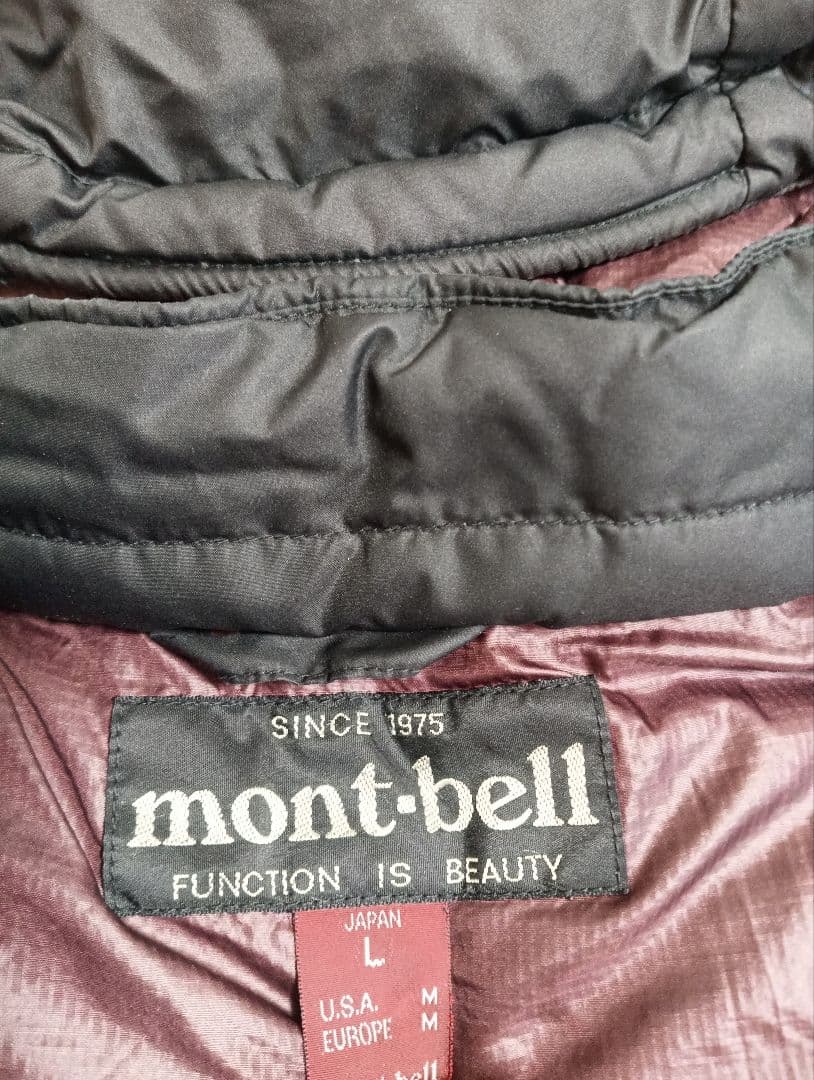 SINCE 1975
mont-bell
FUNCTION IS BEAUTY
JAPAN
L
U.S.A. M
EUROPE M